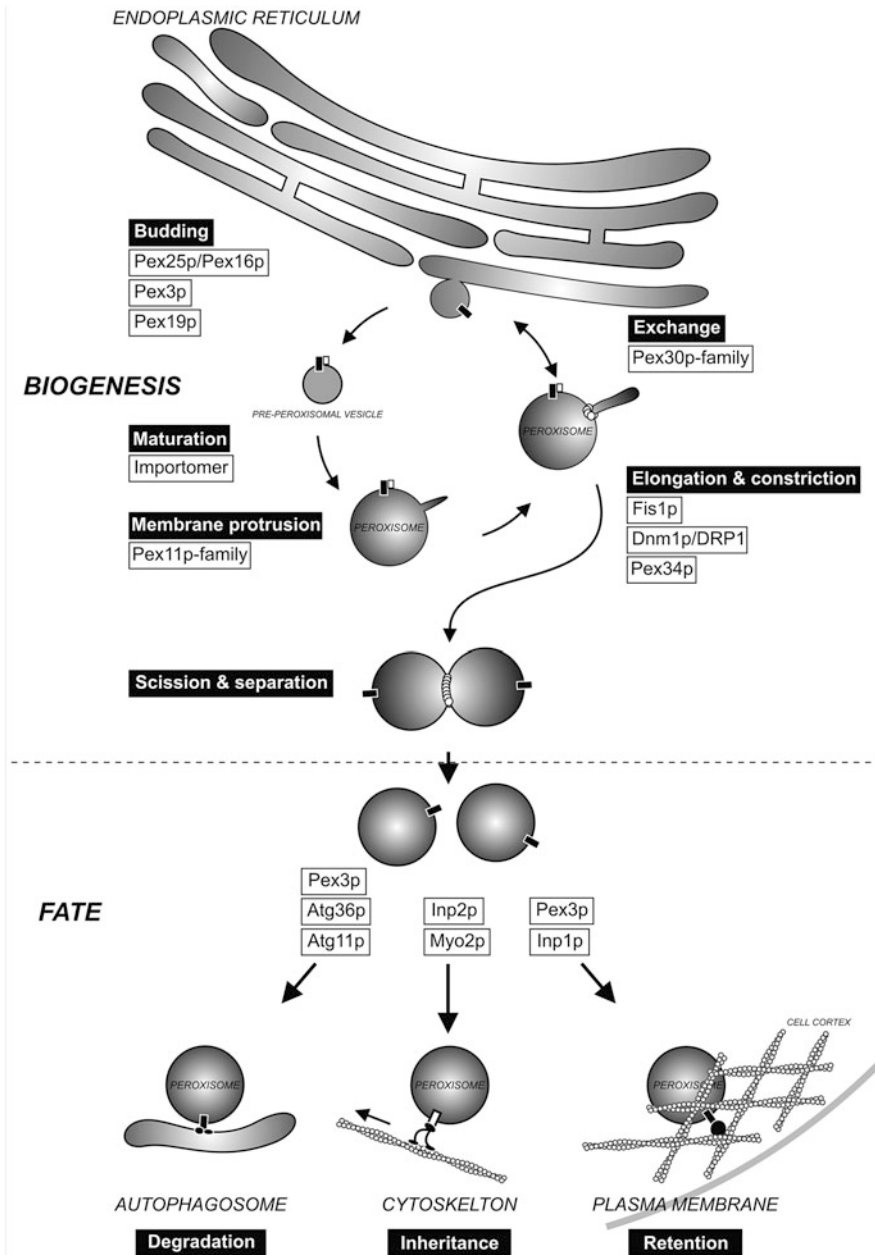 ENDOPLASMIC RETICULUM
Budding
Pex25p/Pex16p
Pex3p
Pex19p
Exchange
Pex30p-family
BIOGENESIS
PRE-PEROXISOMAL VESICLE
PEROXISOME
Maturation
Importomer
Elongation & constriction
Fis1p
Dnm1p/DRP1
Pex34p
Membrane protrusion
Pex11p-family
PEROXISOME
Scission & separation
FATE
Pex3p
Atg36p
Atg11p
Inp2p
Myo2p
Pex3p
Inp1p
CELL CORTEX
PEROXISOME
PEROXISOME
PEROXISOME
AUTOPHAGOSOME
CYTOSKELTON
PLASMA MEMBRANE
Degradation
Inheritance
Retention